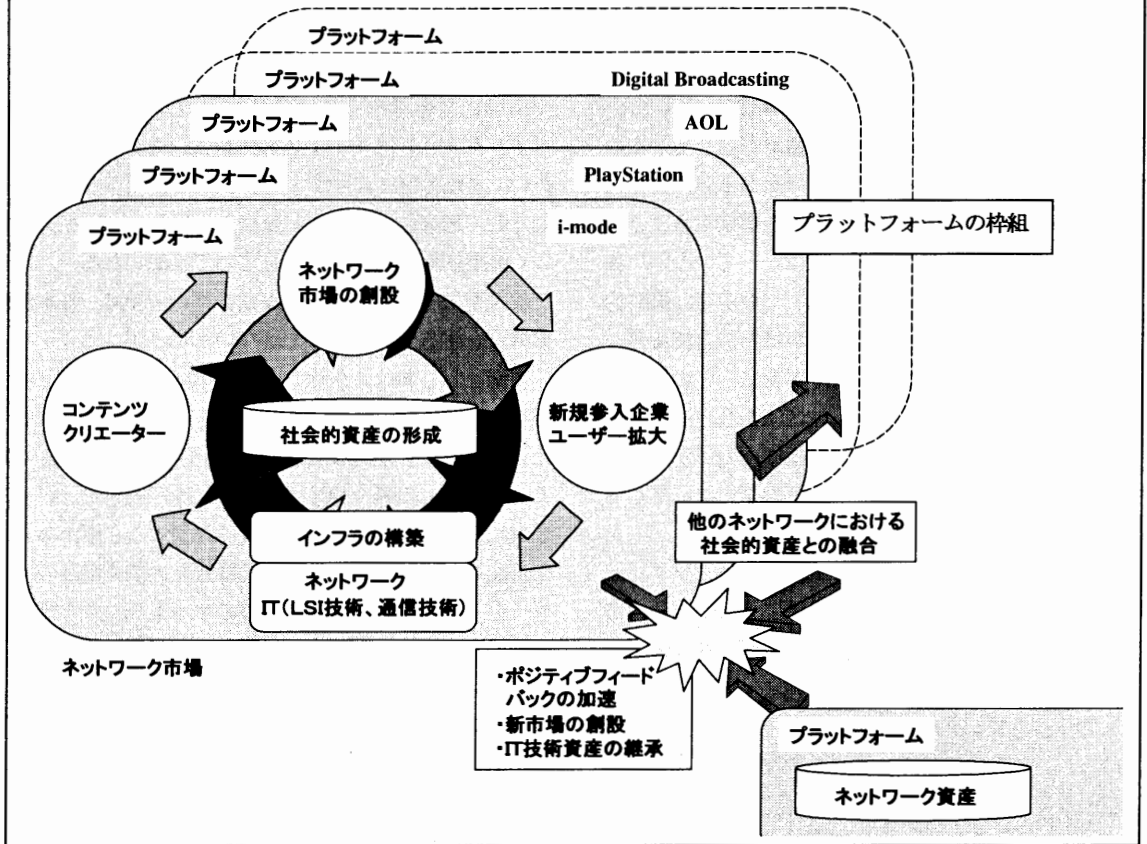 プラットフォーム
プラットフォーム Digital Broadcasting
プラットフォーム AOL
プラットフォーム PlayStation
プラットフォーム i-mode
プラットフォームの枠組
ネットワーク
市場の創設
コンテンツ
クリエーター
社会的資産の形成
新規参入企業
ユーザー拡大
インフラの構築
ネットワーク
IT(LSI技術、通信技術)
他のネットワークにおける
社会的資産との融合
ネットワーク市場
・ポジティブフィード
バックの加速
・新市場の創設
・IT技術資産の継承
プラットフォーム
ネットワーク資産